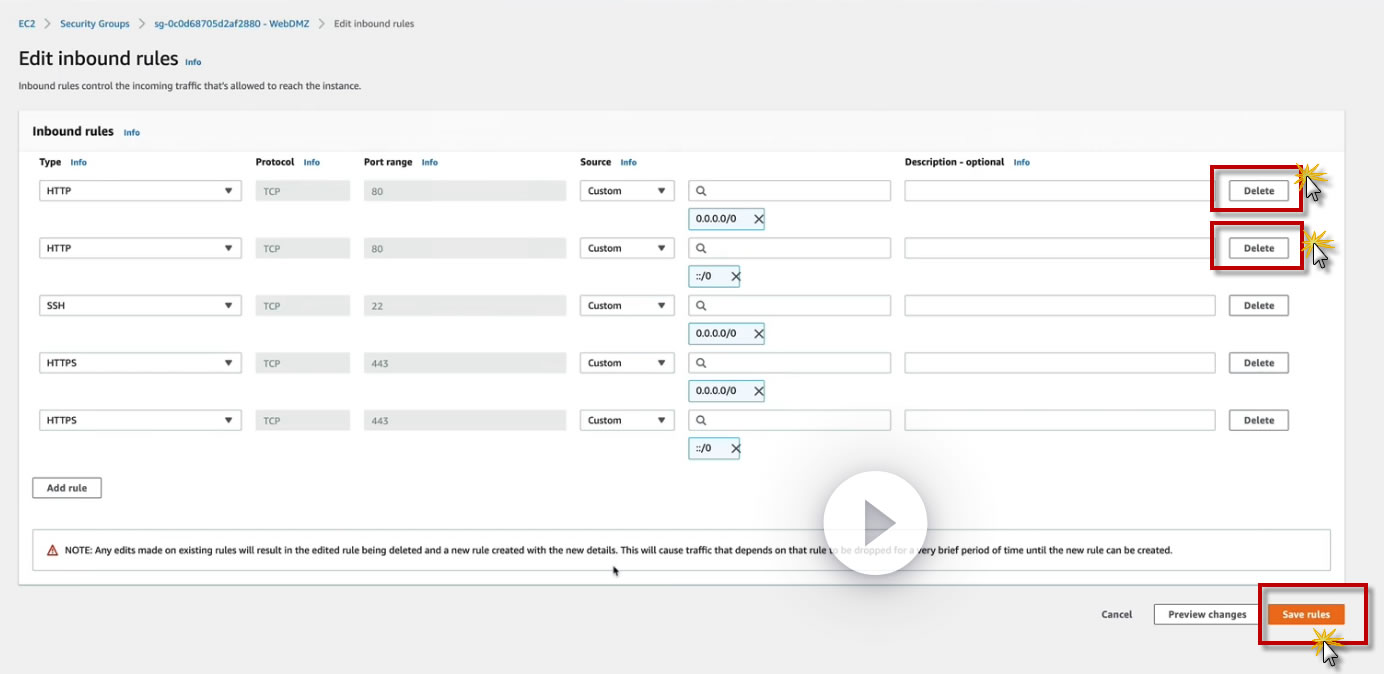 EC2 > Security Groups > sg-0c0d68705d2af2880 - WebDMZ > Edit inbound rules
Edit inbound rules Info
Inbound rules control the incoming traffic that's allowed to reach the instance.
Inbound rules Info
Type Info Protocol Info Port range Info Source Info Description - optional Info
HTTP TCP 80 Custom Delete
0.0.0.0/0
HTTP TCP 80 Custom Delete
::/0
SSH TCP 22 Custom Delete
0.0.0.0/0
HTTPS TCP 443 Custom Delete
0.0.0.0/0
HTTPS TCP 443 Custom Delete
::/0
Add rule
NOTE: Any edits made on existing rules will result in the edited rule being deleted and a new rule created with the new details. This will cause traffic that depends on that rule to be dropped for a very brief period of time until the new rule can be created.
Cancel Preview changes Save rules